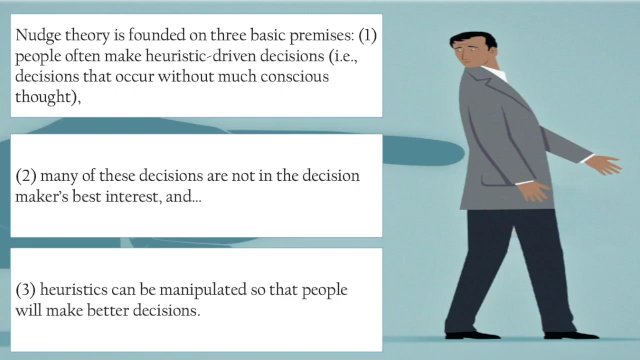 Nudge theory is founded on three basic premises: (1)
people often make heuristic-driven decisions (i.e.,
decisions that occur without much conscious
thought),
(2) many of these decisions are not in the decision
maker's best interest, and...
(3) heuristics can be manipulated so that people
will make better decisions.